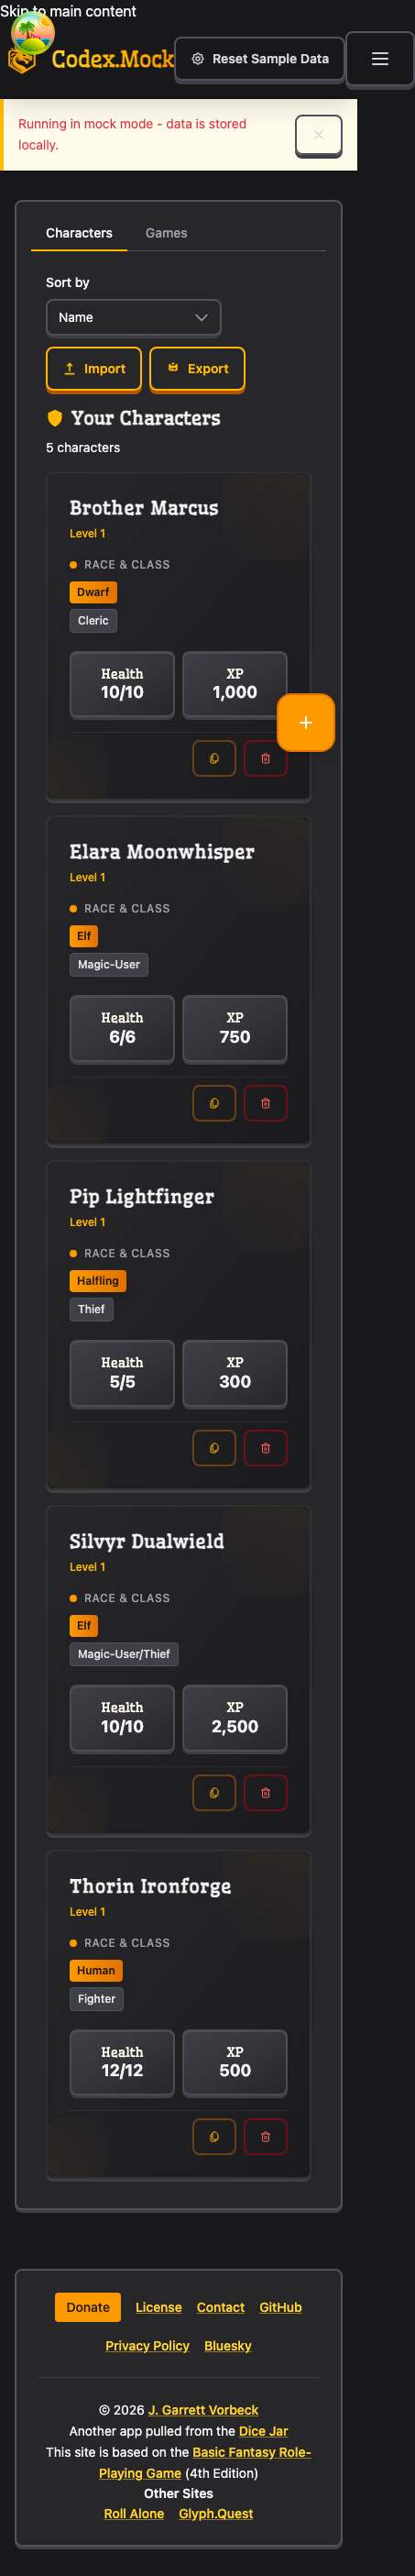 Skip to main content
Codex.Mock
Reset Sample Data
Running in mock mode - data is stored
locally.
Characters
Games
Sort by
Name
Import
Export
Your Characters
5 characters
Brother Marcus
Level 1
RACE & CLASS
Dwarf
Cleric
Health
XP
10/10
1,000
Elara Moonwhisper
Level 1
RACE & CLASS
Elf
Magic-User
Health
XP
6/6
750
Pip Lightfinger
Level 1
RACE & CLASS
Halfling
Thief
Health
XP
5/5
300
Silvyr Dualwield
Level 1
RACE & CLASS
Elf
Magic-User/Thief
Health
XP
10/10
2,500
Thorin Ironforge
Level 1
RACE & CLASS
Human
Fighter
Health
XP
12/12
500
Donate License Contact GitHub
Privacy Policy Bluesky
© 2026 J. Garrett Vorbeck
Another app pulled from the Dice Jar
This site is based on the Basic Fantasy Role-
Playing Game (4th Edition)
Other Sites
Roll Alone Glyph.Quest